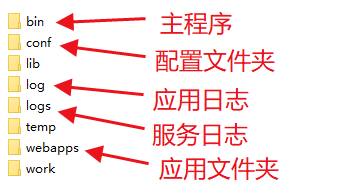 bin
主程序
conf
配置文件夹
lib
log
应用日志
logs
服务日志
temp
webapps
应用文件夹
work